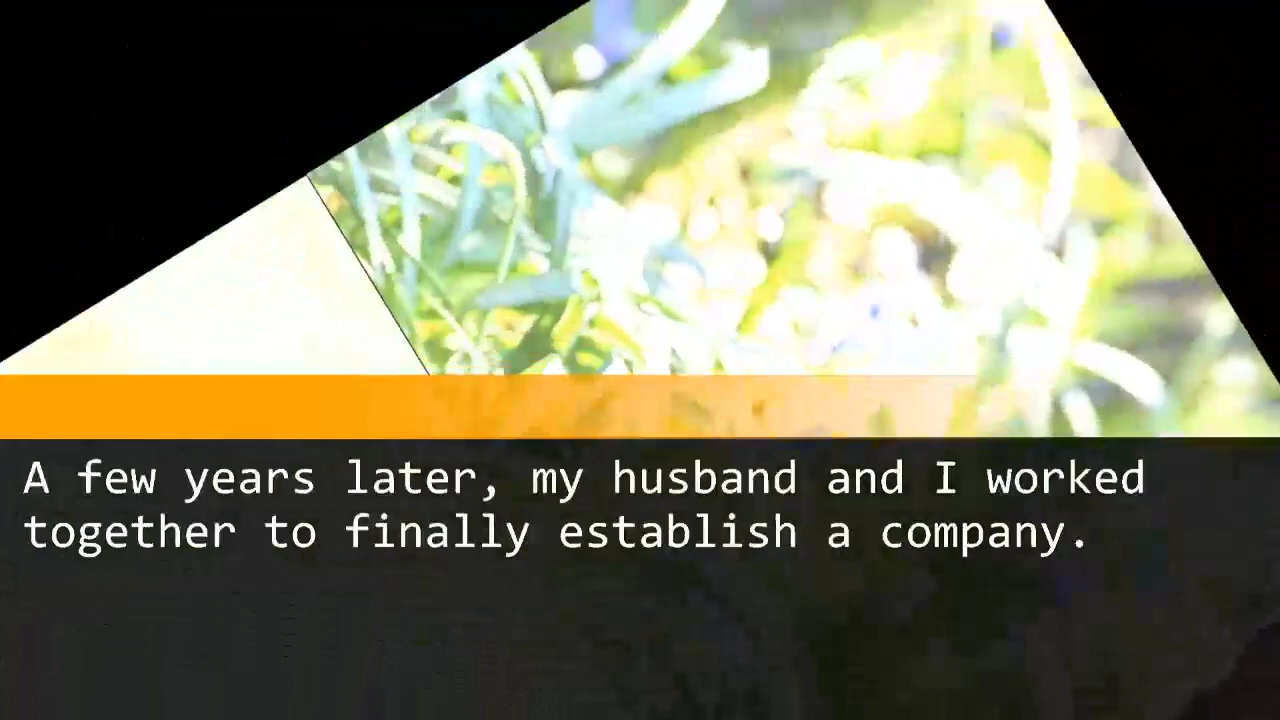 A few years later, my husband and I worked
together to finally establish a company.